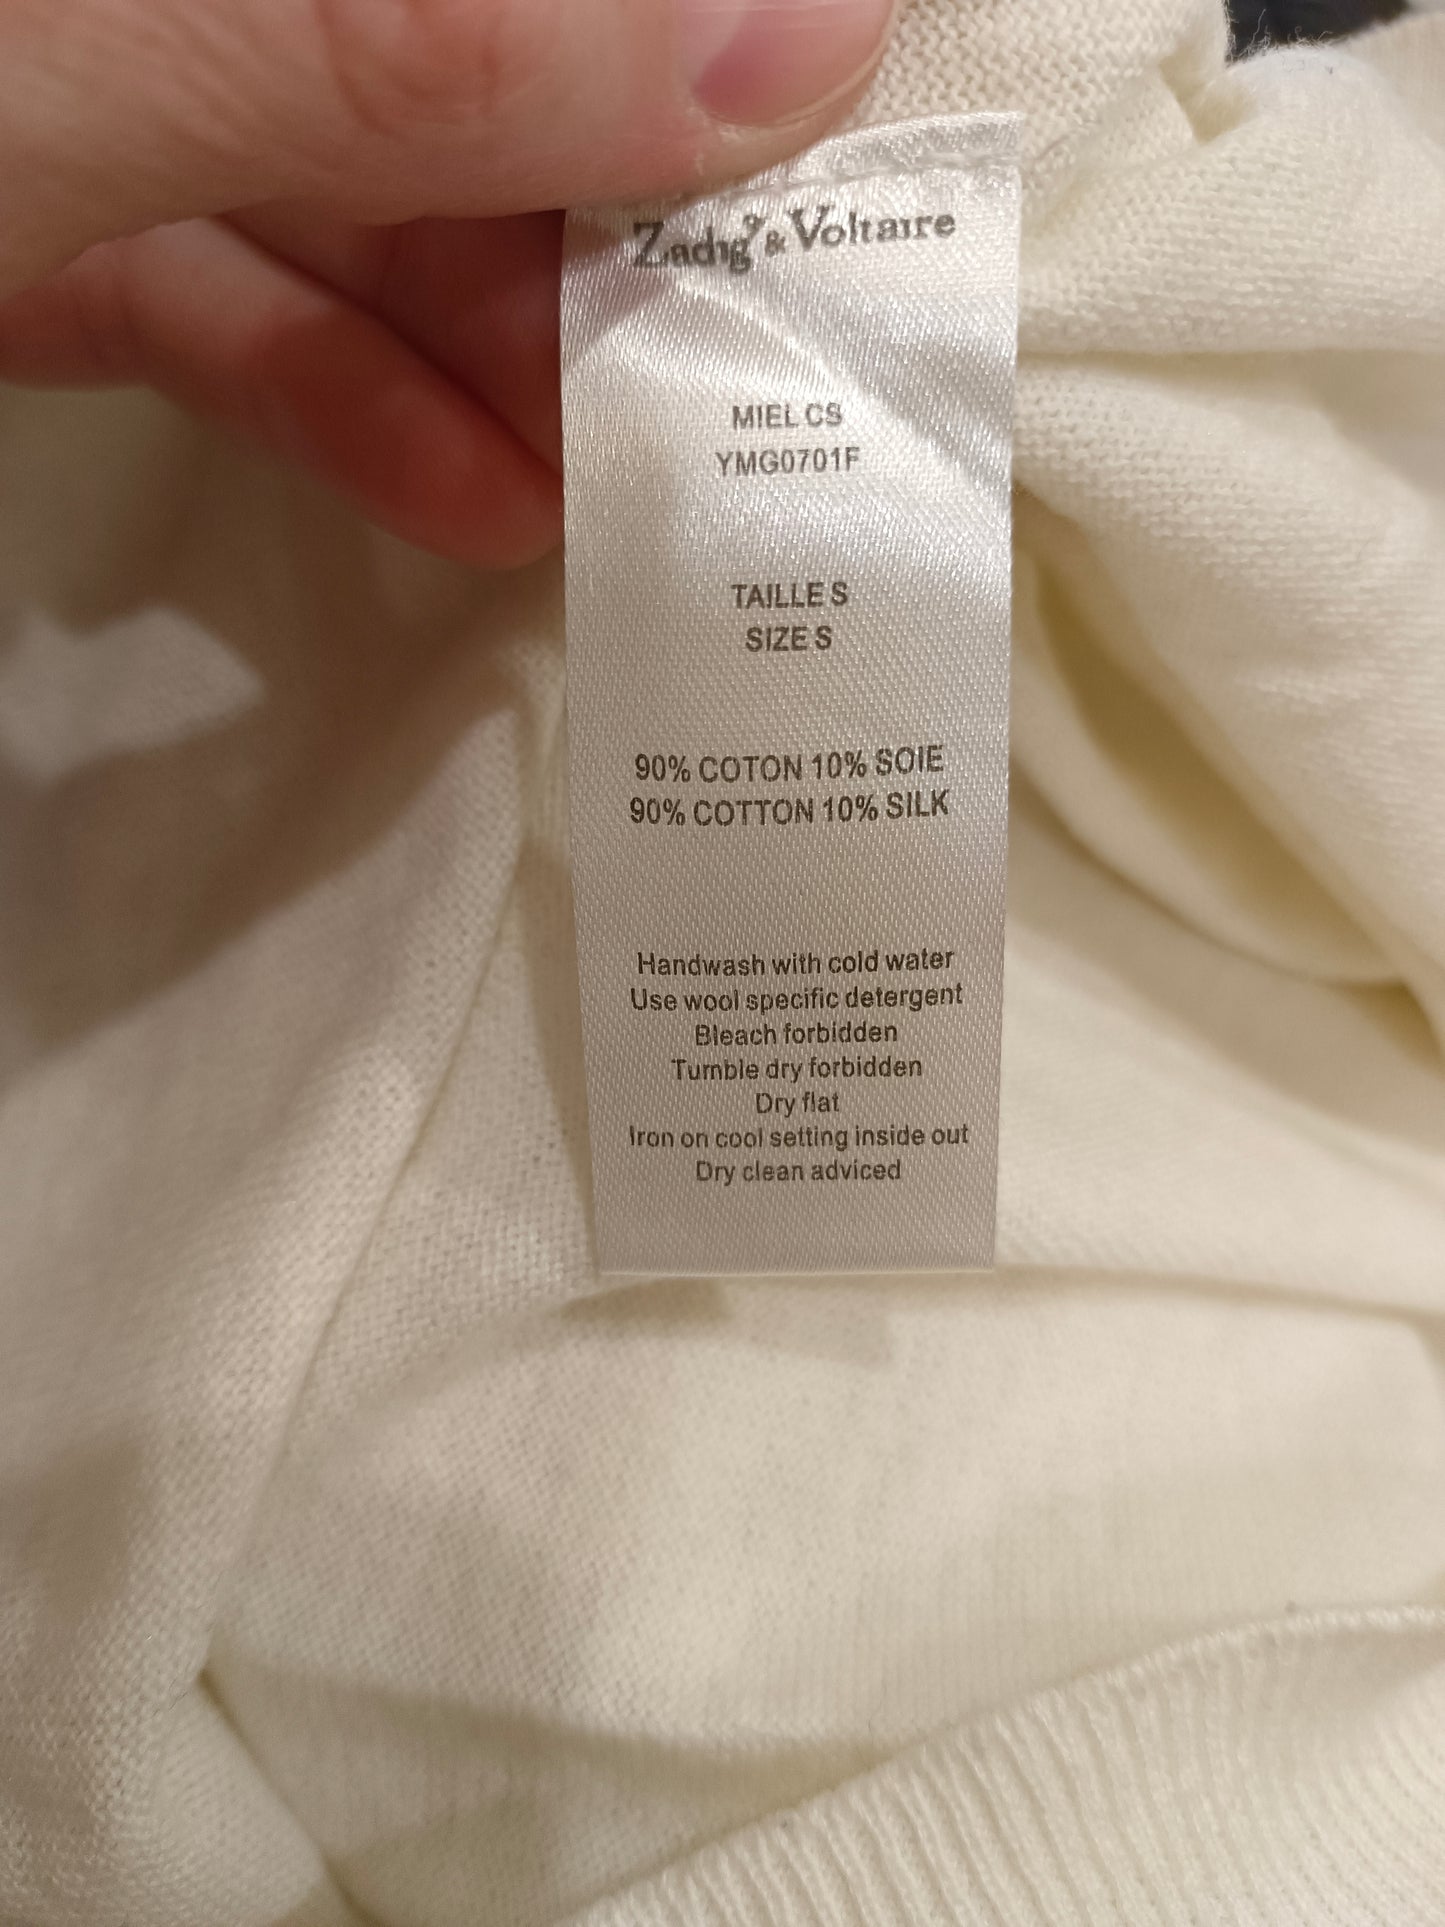 Zadig & Voltaire
MIEL CS
YMG0701F
TAILLE S
SIZE S
90% COTON 10% SOIE
90% COTTON 10% SILK
Handwash with cold water
Use wool specific detergent
Bleach forbidden
Tumble dry forbidden
Dry flat
Iron on cool setting inside out
Dry clean adviced